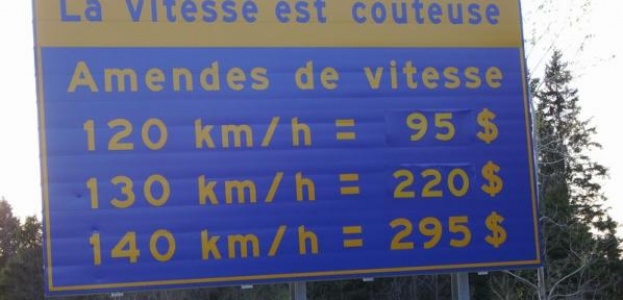 La vitesse est couteuse
Amendes de vitesse
120 km/h = 95 $
130 km/h = 220 $
140 km/h = 295 $